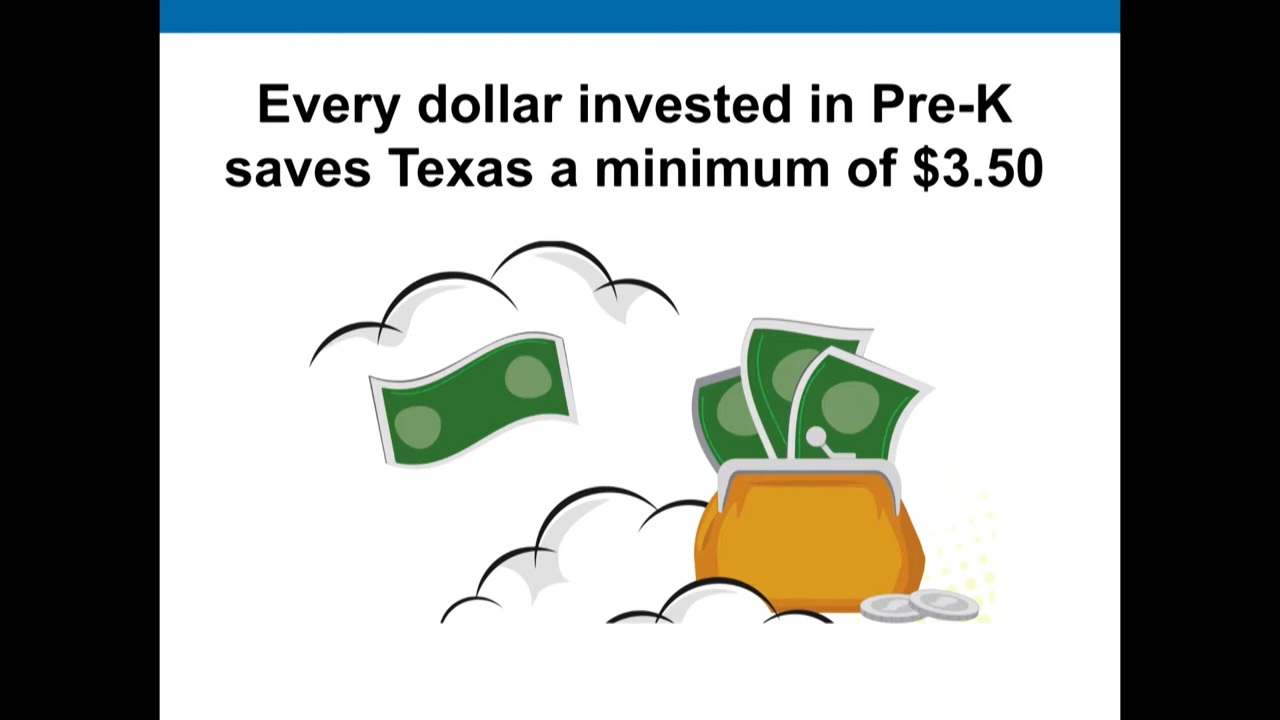 Every dollar invested in Pre-K
saves Texas a minimum of $3.50